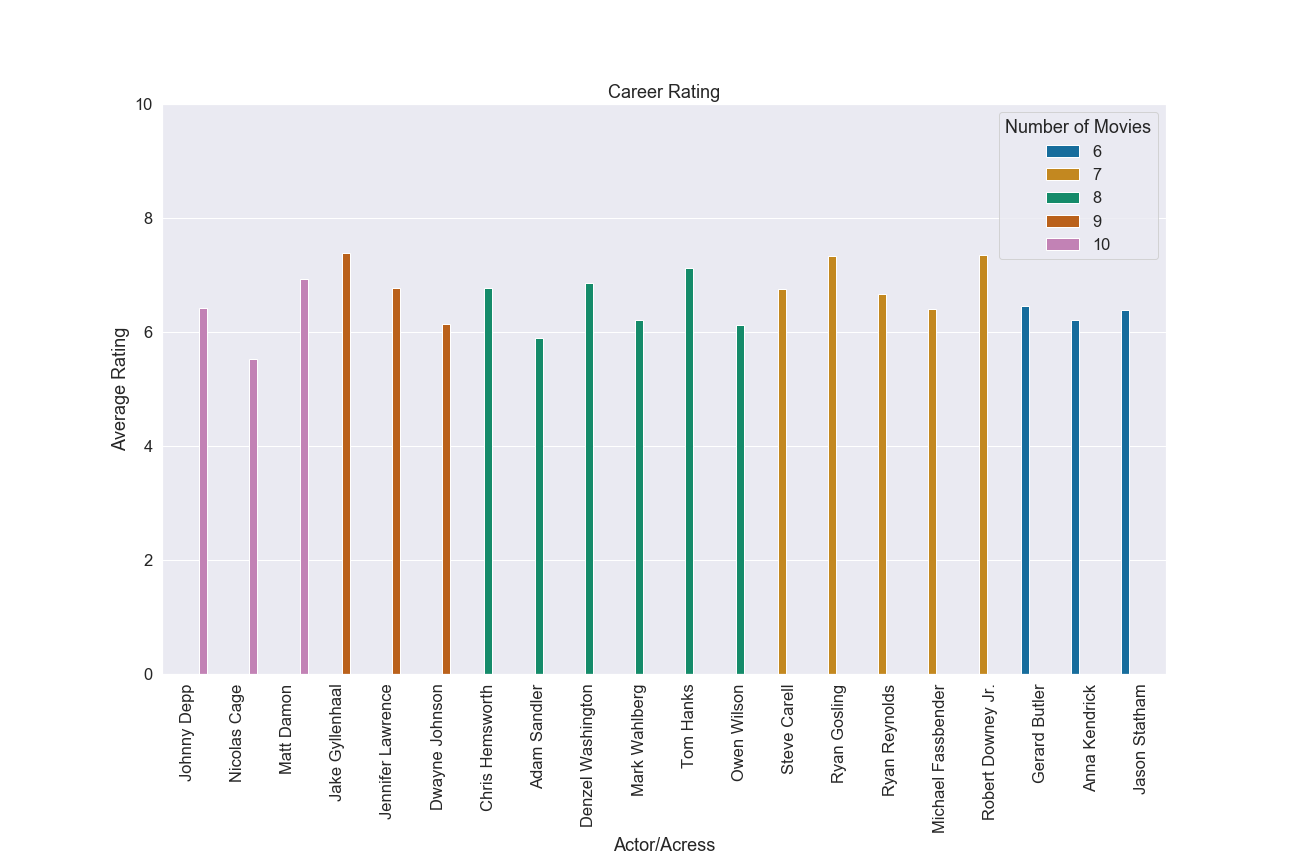 Career Rating
10
8
6
4
2
0
Average Rating
Number of Movies
6
7
8
9
10
Johnny Depp
Nicolas Cage
Matt Damon
Jake Gyllenhaal
Jennifer Lawrence
Dwayne Johnson
Chris Hemsworth
Adam Sandler
Denzel Washington
Mark Wahlberg
Tom Hanks
Owen Wilson
Steve Carell
Ryan Gosling
Ryan Reynolds
Michael Fassbender
Robert Downey Jr.
Gerard Butler
Anna Kendrick
Jason Statham
Actor/Acress